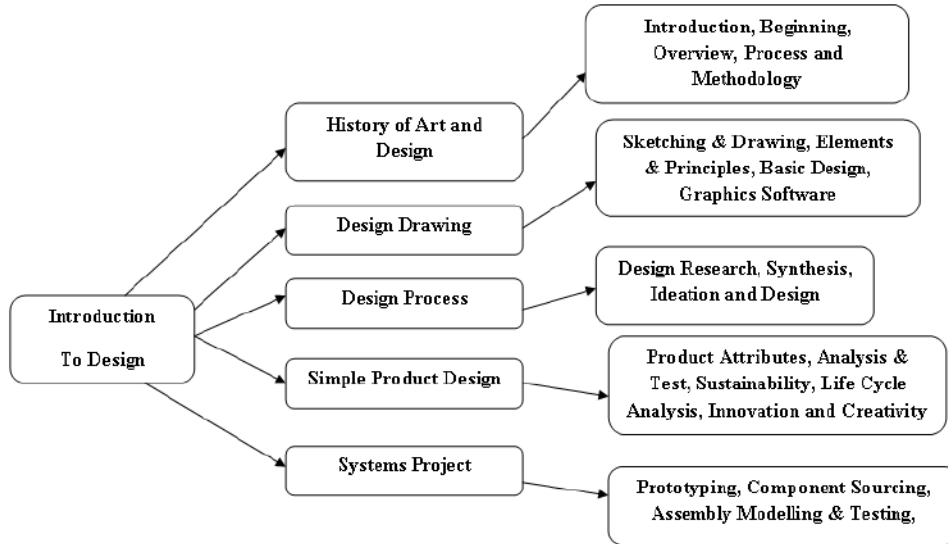 Introduction, Beginning,
Overview, Process and
Methodology
History of Art and
Design
Sketching & Drawing, Elements
& Principles, Basic Design,
Graphics Software
Design Drawing
Design Research, Synthesis,
Ideation and Design
Design Process
Introduction
To Design
Product Attributes, Analysis &
Test, Sustainability, Life Cycle
Analysis, Innovation and Creativity
Simple Product Design
Systems Project
Prototyping, Component Sourcing,
Assembly Modelling & Testing,